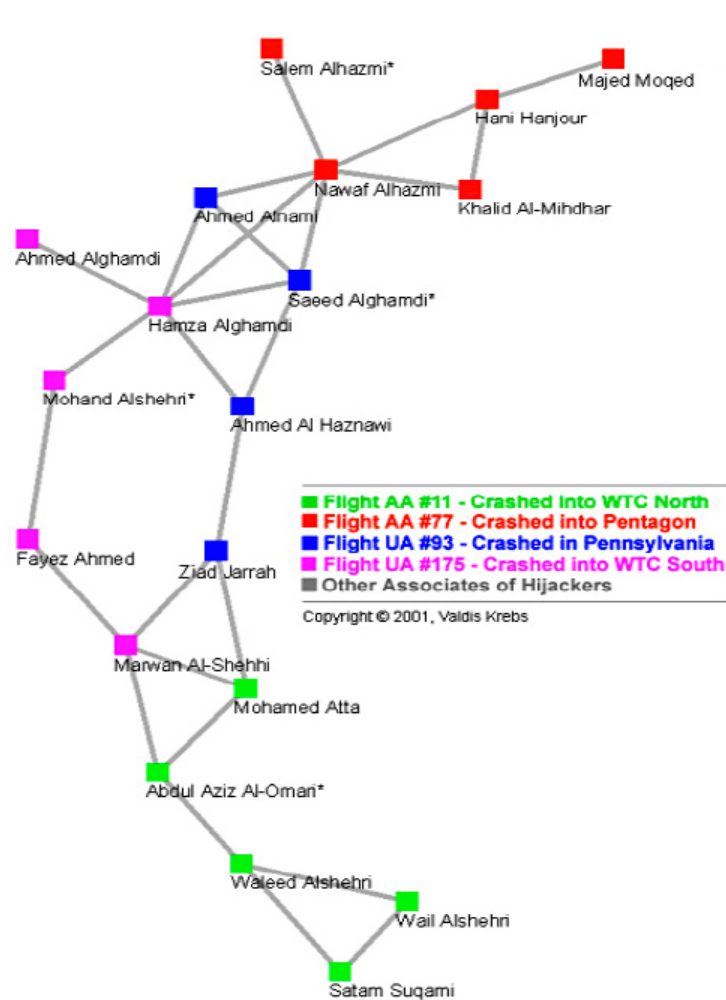 Salem Alhazmi*
Majed Moqed
Hani Hanjour
Nawaf Alhazmi
Khalid Al-Mihdhar
Ahmed Alnami
Ahmed Alghamdi
Saeed Alghamdi*
Hamza Alghamdi
Mohand Alshehri*
Ahmed Al Haznawi
Flight AA #11 - Crashed into WTC North
Flight AA #77 - Crashed into Pentagon
Flight UA #93 - Crashed in Pennsylvania
Flight UA #175 - Crashed into WTC South
Other Associates of Hijackers
Copyright © 2001, Valdis Krebs
Fayez Ahmed
Ziad Jarrah
Marwan Al-Shehhi
Mohamed Atta
Abdul Aziz Al-Omari*
Waleed Alshehri
Wail Alshehri
Satam Suqami